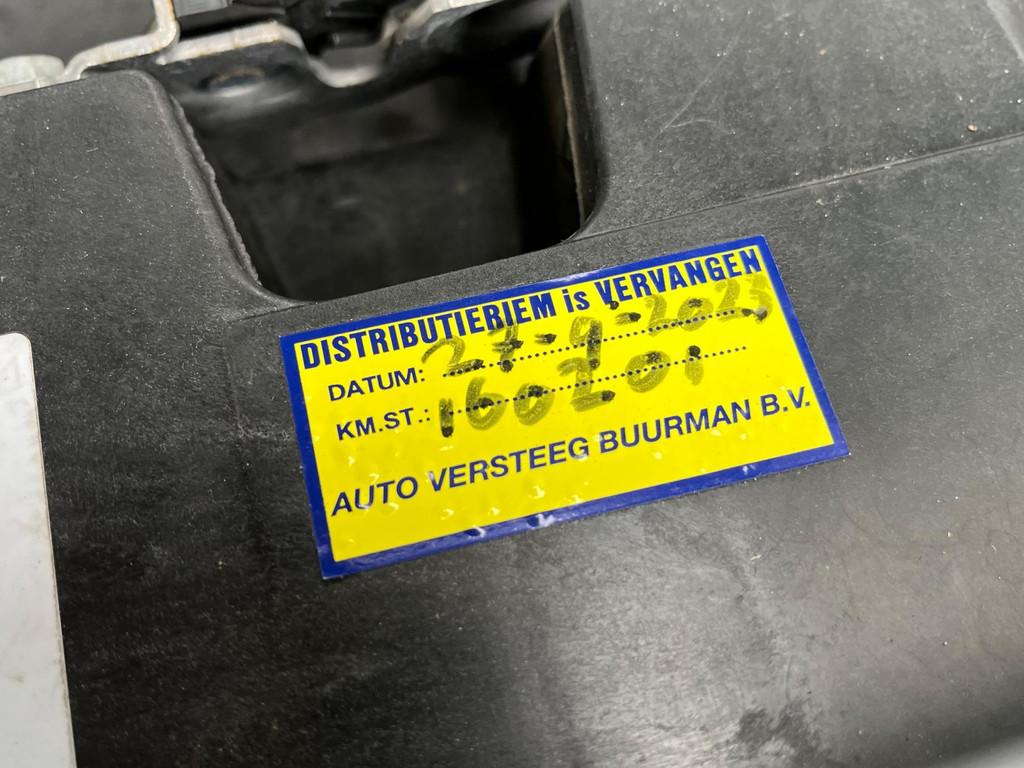 DISTRIBUTIERIEM is VERVANGEN
DATUM: 27-9-2023
KM.ST.: 160201
AUTO VERSTEEG BUURMAN B.V.